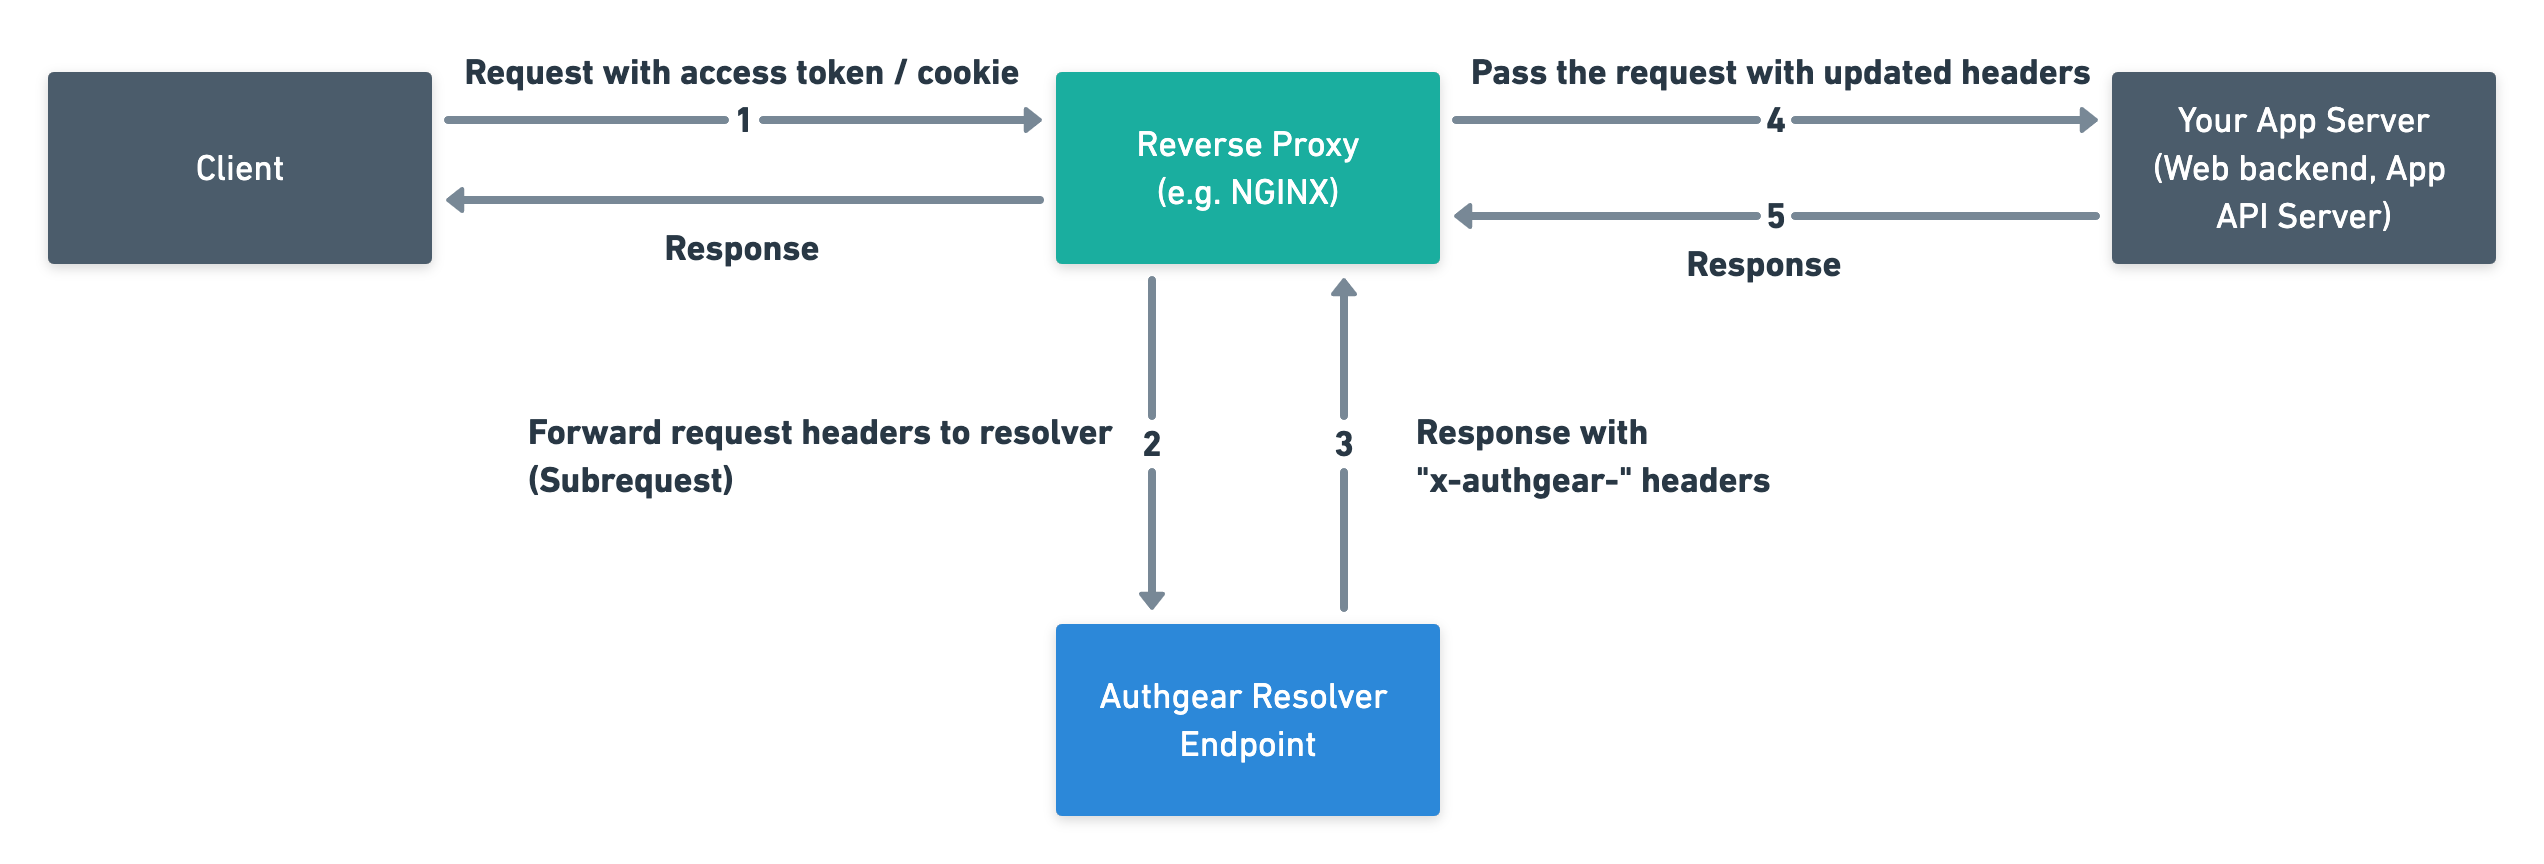 Request with access token / cookie
Pass the request with updated headers
Client
1
Reverse Proxy
(e.g. NGINX)
4
Your App Server
(Web backend, App
API Server)
Response
5
Response
Forward request headers to resolver
(Subrequest)
2
3
Response with
"x-authgear-" headers
Authgear Resolver
Endpoint